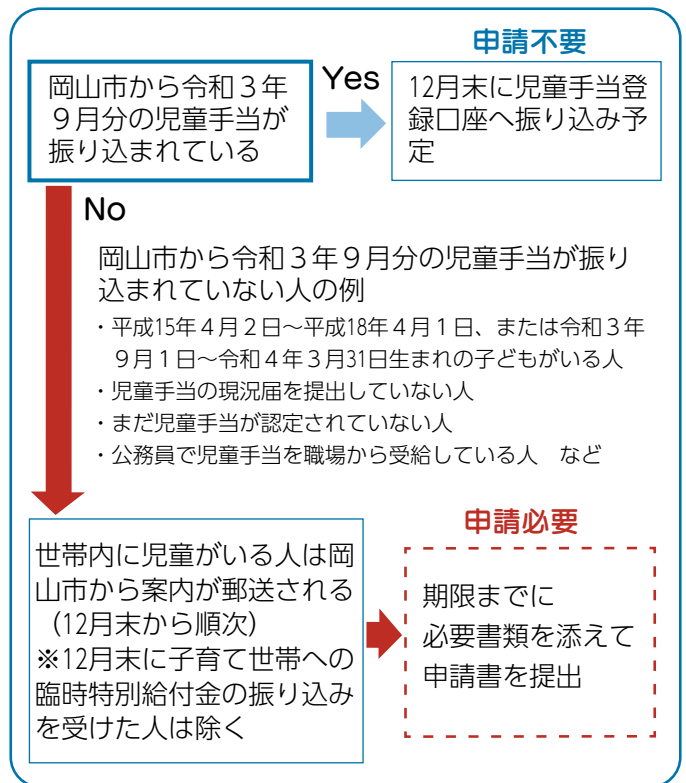 申請不要
岡山市から令和３年
９月分の児童手当が
振り込まれている
Yes
12月末に児童手当登
録口座へ振り込み予
定
No
岡山市から令和３年９月分の児童手当が振り
込まれていない人の例
・平成15年４月２日～平成18年４月１日、または令和３年
９月１日～令和４年３月31日生まれの子どもがいる人
・児童手当の現況届を提出していない人
・まだ児童手当が認定されていない人
・公務員で児童手当を職場から受給している人　など
世帯内に児童がいる人は岡
山市から案内が郵送される
（12月末から順次）
※12月末に子育て世帯への
臨時特別給付金の振り込み
を受けた人は除く
申請必要
期限までに
必要書類を添えて
申請書を提出